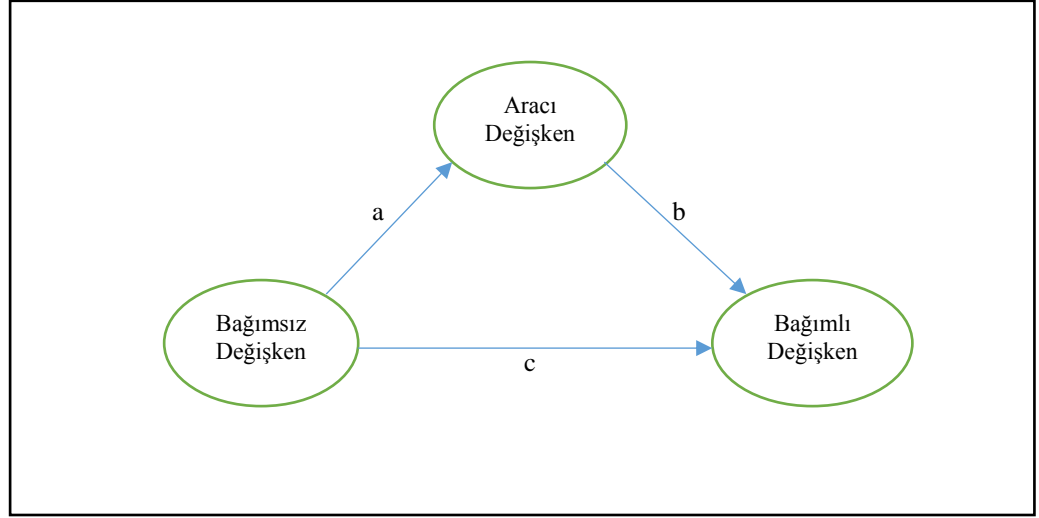 Aracı
Değişken
a
b
Bağımsız
Değişken
Bağımlı
Değişken
c